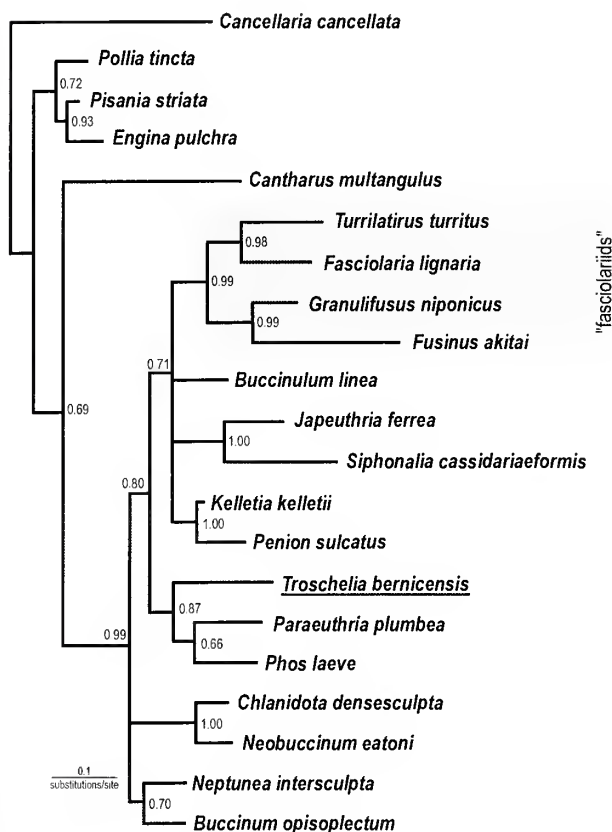 Cancellaria cancellata
Pollia tincta
0.72
Pisania striata
0.93
Engina pulchra
Cantharus multangulus
Turrilatirus turritus
0.98
Fasciolaria lignaria
0.99
Granulifusus niponicus
0.99
Fusinus akitai
"fasciolariids"
0.71
Buccinulum linea
0.69
Japeuthria ferrea
1.00
Siphonalia cassidariaeformis
0.80
Kelletia kelletii
1.00
Penion sulcatus
Troschelia bernicensis
0.87
Paraeuthria plumbea
0.99
0.66
Phos laeve
Chlanidota densesculpta
1.00
Neobuccinum eatoni
0.1
substitutions/site
Neptunea intersculpta
0.70
Buccinum opisoplectum